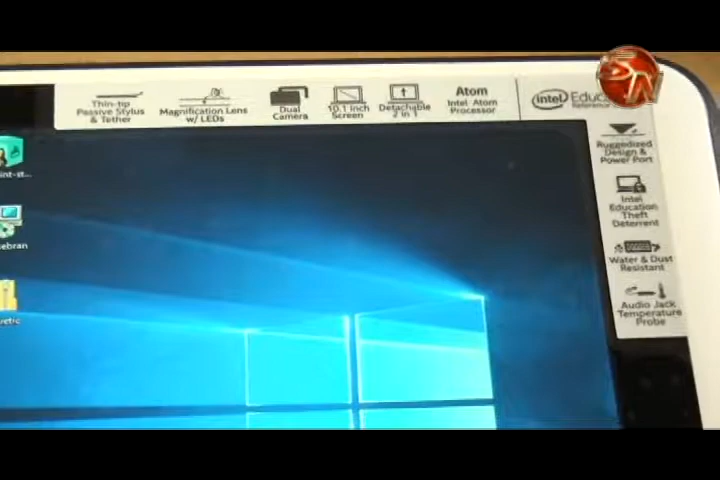 Thin-tip
Passive Stylus
& Tether
Magnification Lens
w/ LEDs
Dual
Camera
10.1 Inch
Screen
Detachable
2 in 1
Atom
Intel Atom
Processor
intel
Reference
Ruggedized
Design &
Power Port
Intel
Education
Theft
Deterrent
Water & Dust
Resistant
Audio Jack
Temperature
Probe